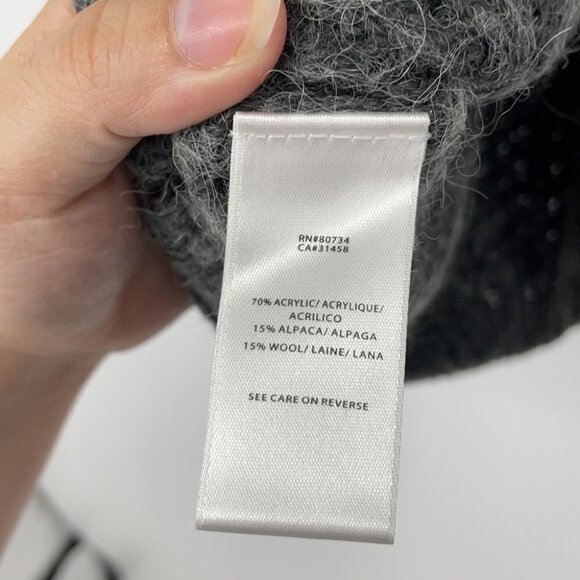 RN#80734
CA#31458
70% ACRYLIC/ ACRYLIQUE/
ACRILICO
15% ALPACA/ ALPAGA
15% WOOL/ LAINE/ LANA
SEE CARE ON REVERSE